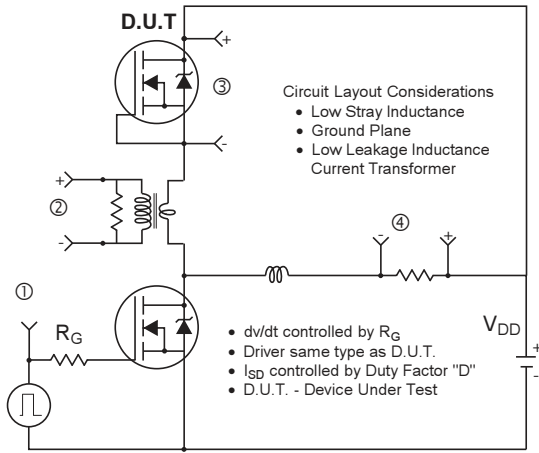 D.U.T
+
③
-
Circuit Layout Considerations
• Low Stray Inductance
• Ground Plane
• Low Leakage Inductance
Current Transformer
+
②
-
-
④
+
①
RG
• dv/dt controlled by RG
• Driver same type as D.U.T.
• ISD controlled by Duty Factor "D"
• D.U.T. - Device Under Test
VDD
+
-